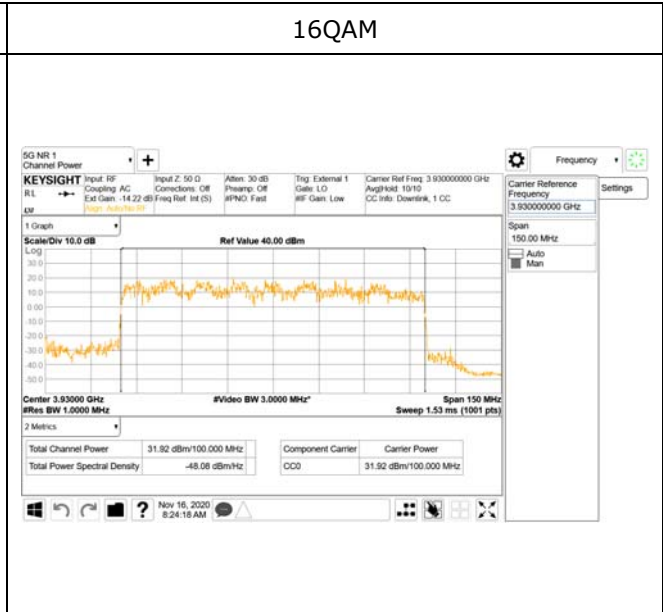 16QAM
5G NR 1
Channel Power
Frequency
KEYSIGHT
Input: RF
Input Z: 50 Ω
Atten: 30 dB
Trig: External 1
Carrier Ref Freq: 3.930000000 GHz
RL
Coupling: AC
Corrections: Off
Preamp: Off
Gate: LO
Avg|Hold: 10/10
Ext Gain: -14.22 dB
Freq Ref: Int (S)
#PNO: Fast
#IF Gain: Low
CC Info: Downlink, 1 CC
Align: Auto/No RF
Carrier Reference
Frequency
3.930000000 GHz
Settings
Span
150.00 MHz
Auto
Man
1 Graph
Scale/Div 10.0 dB
Ref Value 40.00 dBm
Log
30.0
20.0
10.0
0.00
-10.0
-20.0
-30.0
-40.0
-50.0
Center 3.93000 GHz
#Video BW 3.0000 MHz*
Span 150 MHz
#Res BW 1.0000 MHz
Sweep 1.53 ms (1001 pts)
2 Metrics
Total Channel Power
31.92 dBm/100.000 MHz
Component Carrier
Carrier Power
Total Power Spectral Density
-48.08 dBm/Hz
CC0
31.92 dBm/100.000 MHz
?
Nov 16, 2020
8:24:18 AM